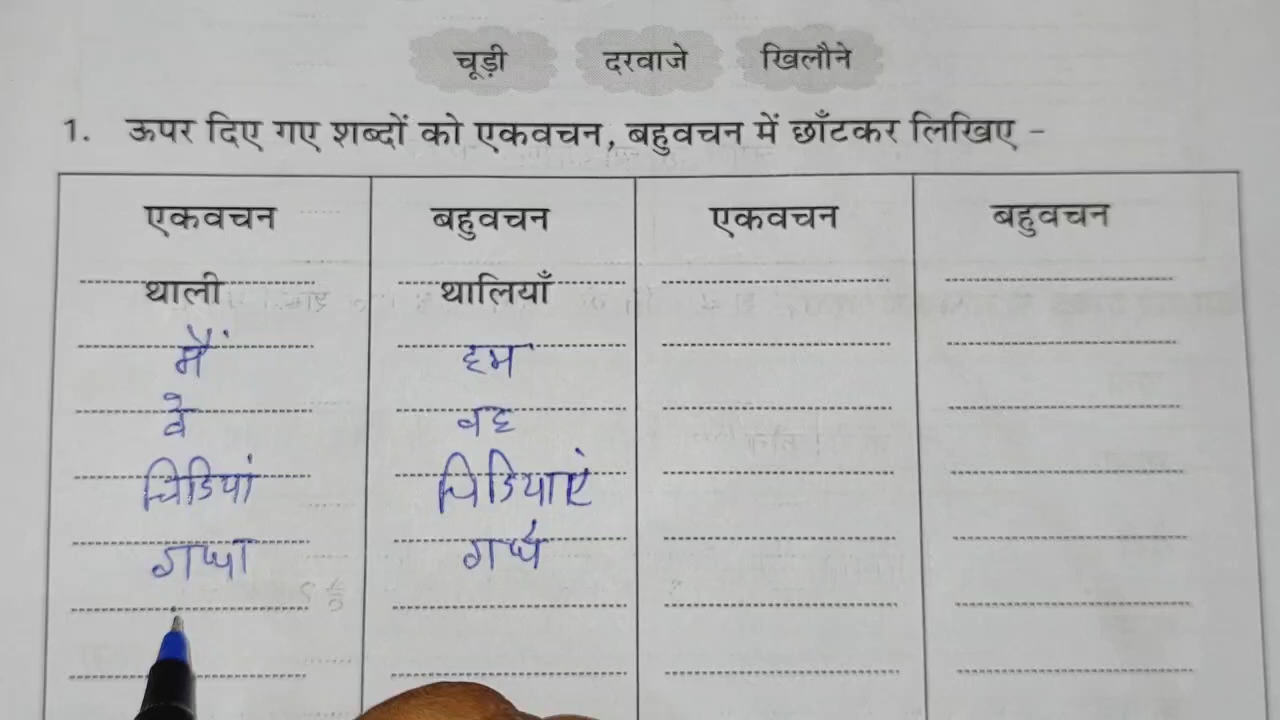 चूड़ी दरवाजे खिलौने
1. ऊपर दिए गए शब्दों को एकवचन, बहुवचन में छाँटकर लिखिए –
एकवचन बहुवचन एकवचन बहुवचन
थाली थालियाँ
मैं हम
वे वह
चिडियां चिडियाएं
गधा गधे